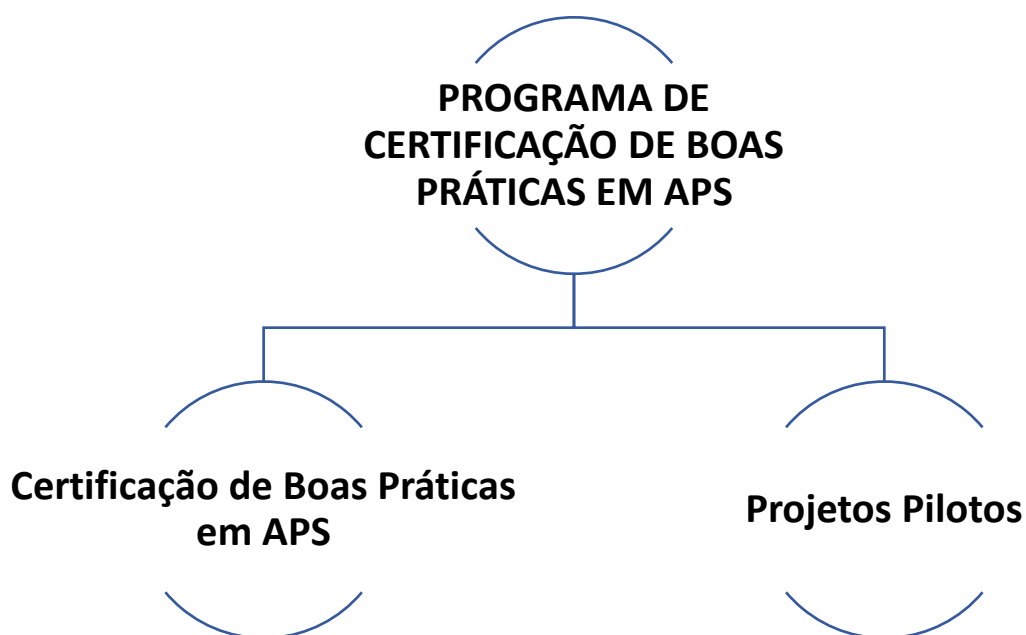 PROGRAMA DE
CERTIFICAÇÃO DE BOAS
PRÁTICAS EM APS
Certificação de Boas Práticas
em APS
Projetos Pilotos